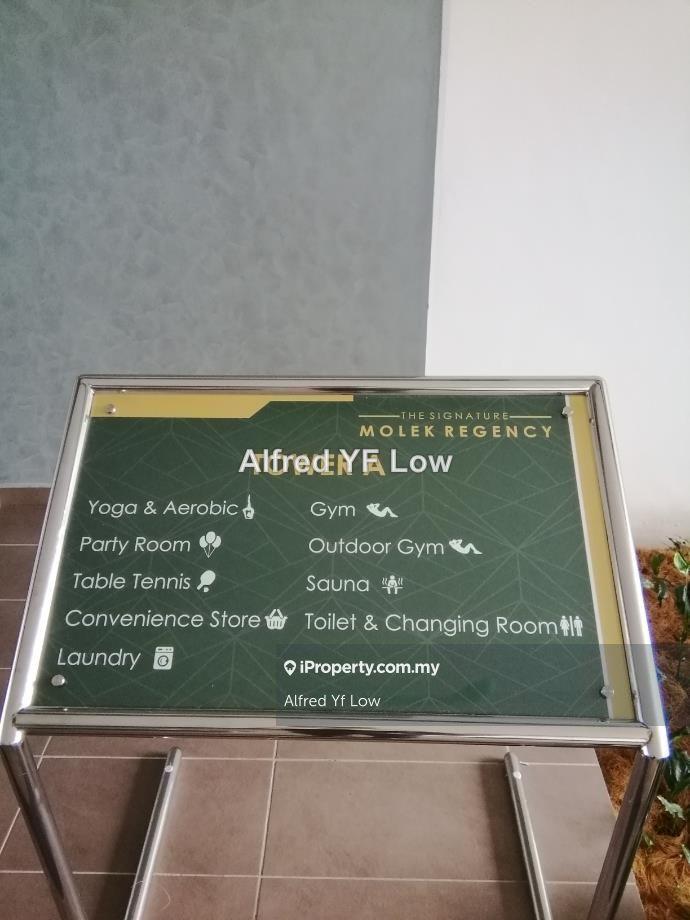 THE SIGNATURE
MOLEK REGENCY
TOWER A
Alfred YF Low
Yoga & Aerobic
Gym
Party Room
Outdoor Gym
Table Tennis
Sauna
Convenience Store
Toilet & Changing Room
Laundry
iProperty.com.my
Alfred Yf Low